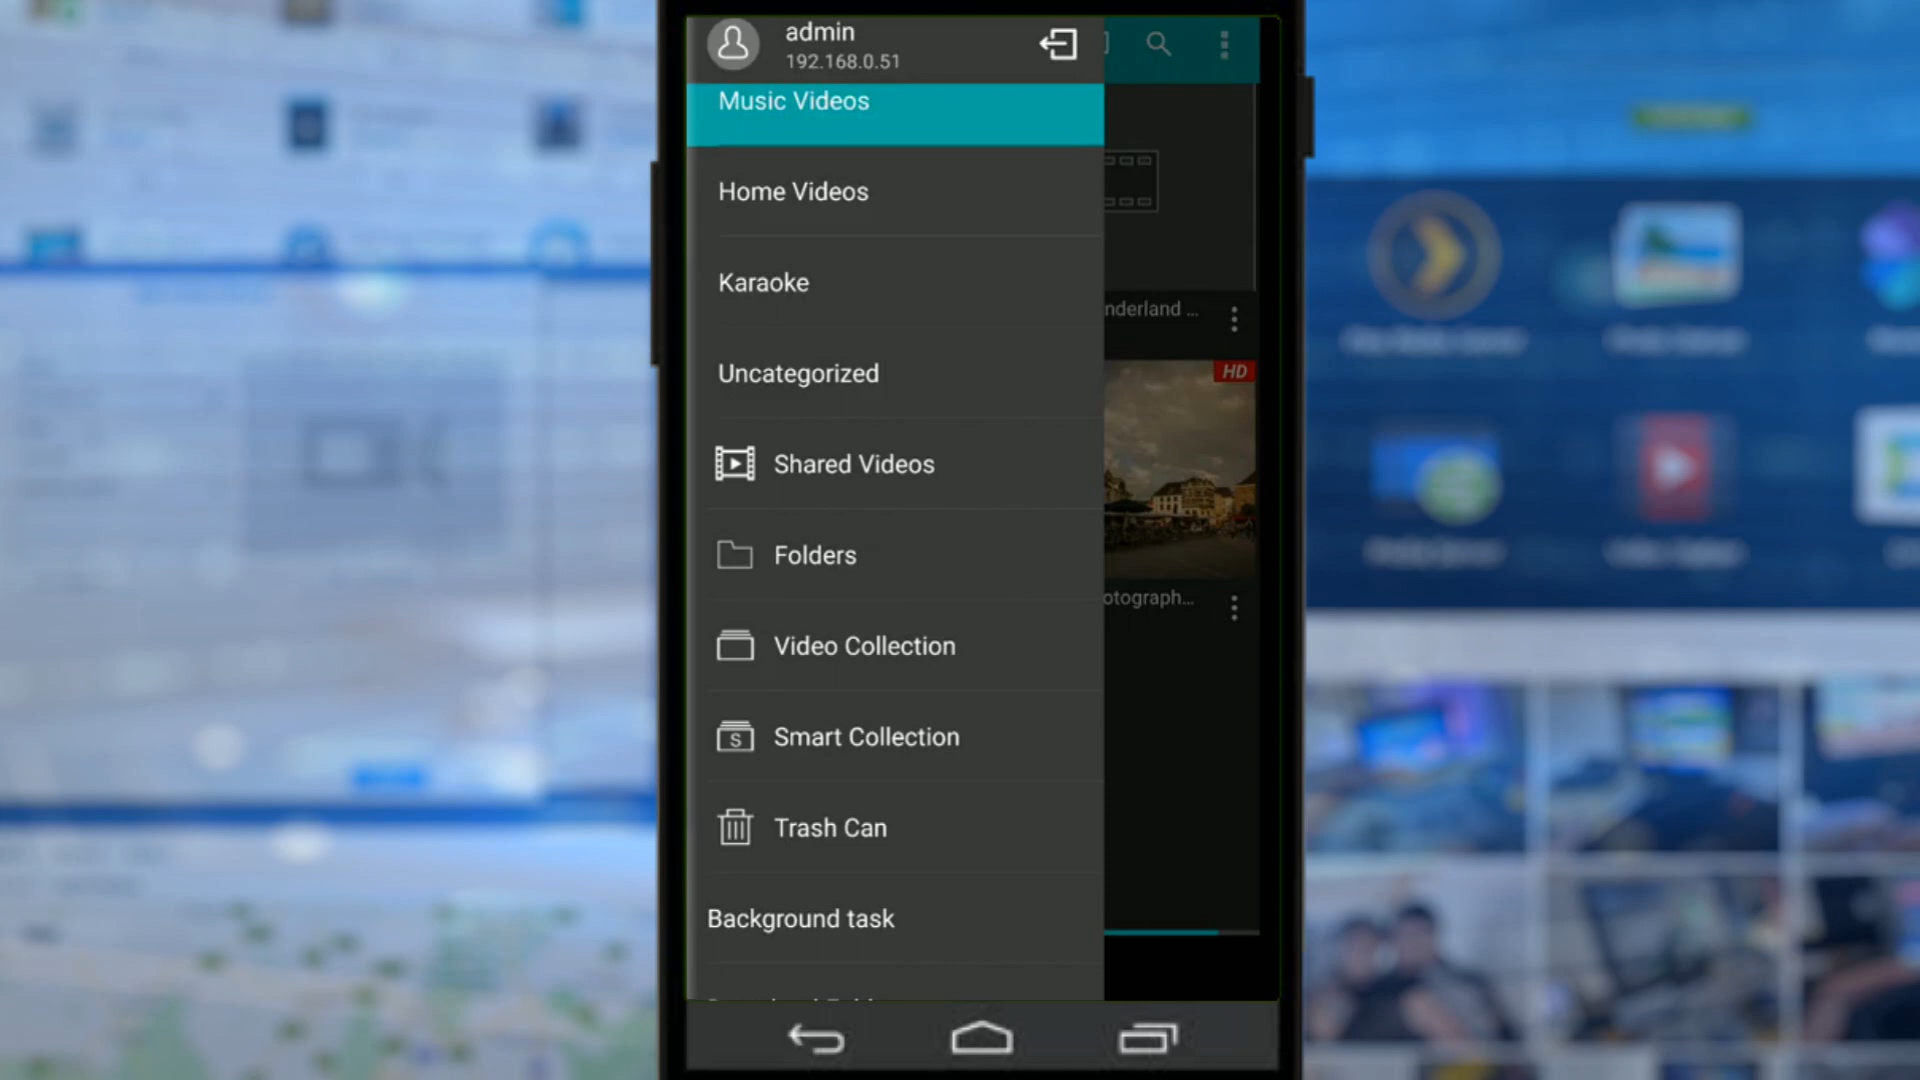 admin
192.168.0.51
Music Videos
Home Videos
Karaoke
nderland ...
Uncategorized
HD
Shared Videos
Folders
otograph...
Video Collection
S
Smart Collection
Trash Can
Background task